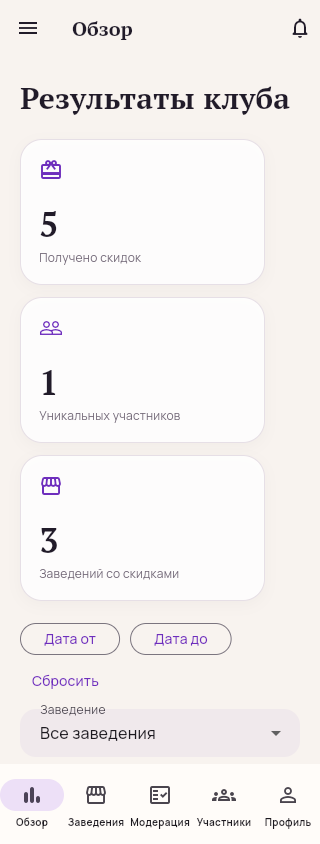 Обзор
Результаты клуба
5
Получено скидок
1
Уникальных участников
3
Заведений со скидками
Дата от Дата до
Сбросить
Заведение
Все заведения
Обзор Заведения Модерация Участники Профиль